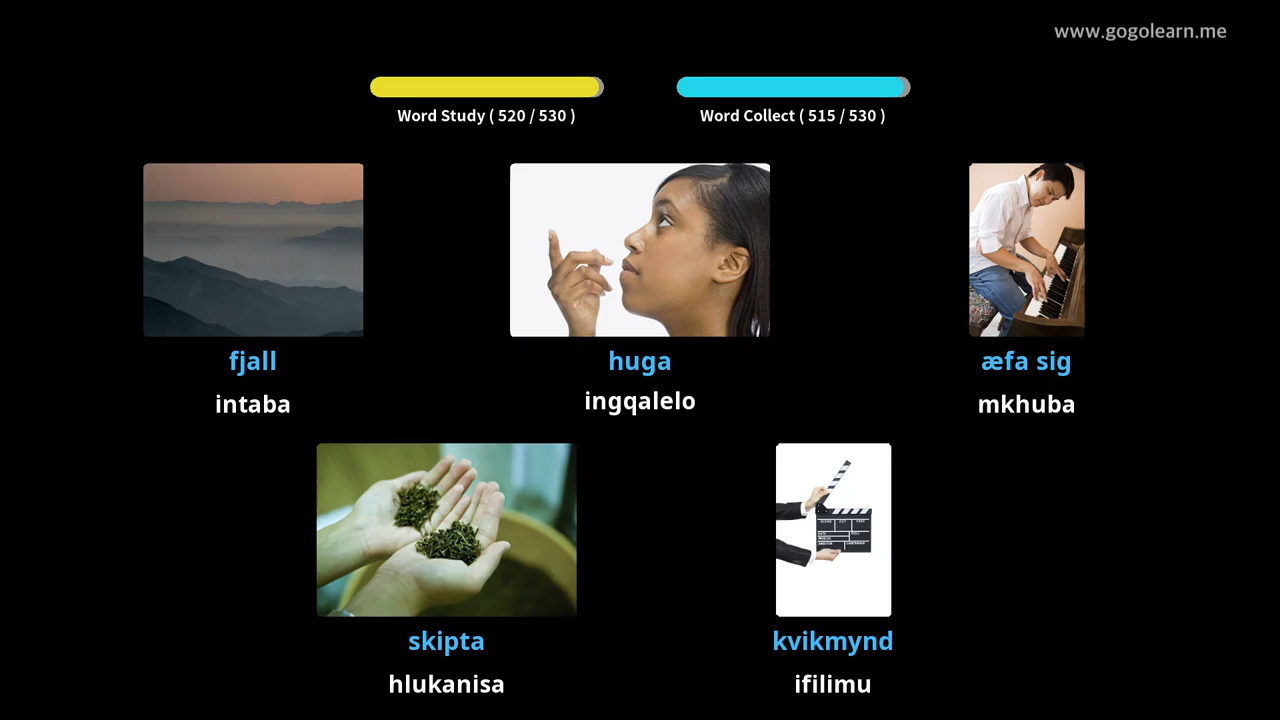 www.gogolearn.me
Word Study ( 520 / 530 )
Word Collect ( 515 / 530 )
fjall
intaba
huga
ingqalelo
æfa sig
mkhuba
skipta
hlukanisa
kvikmynd
ifilimu